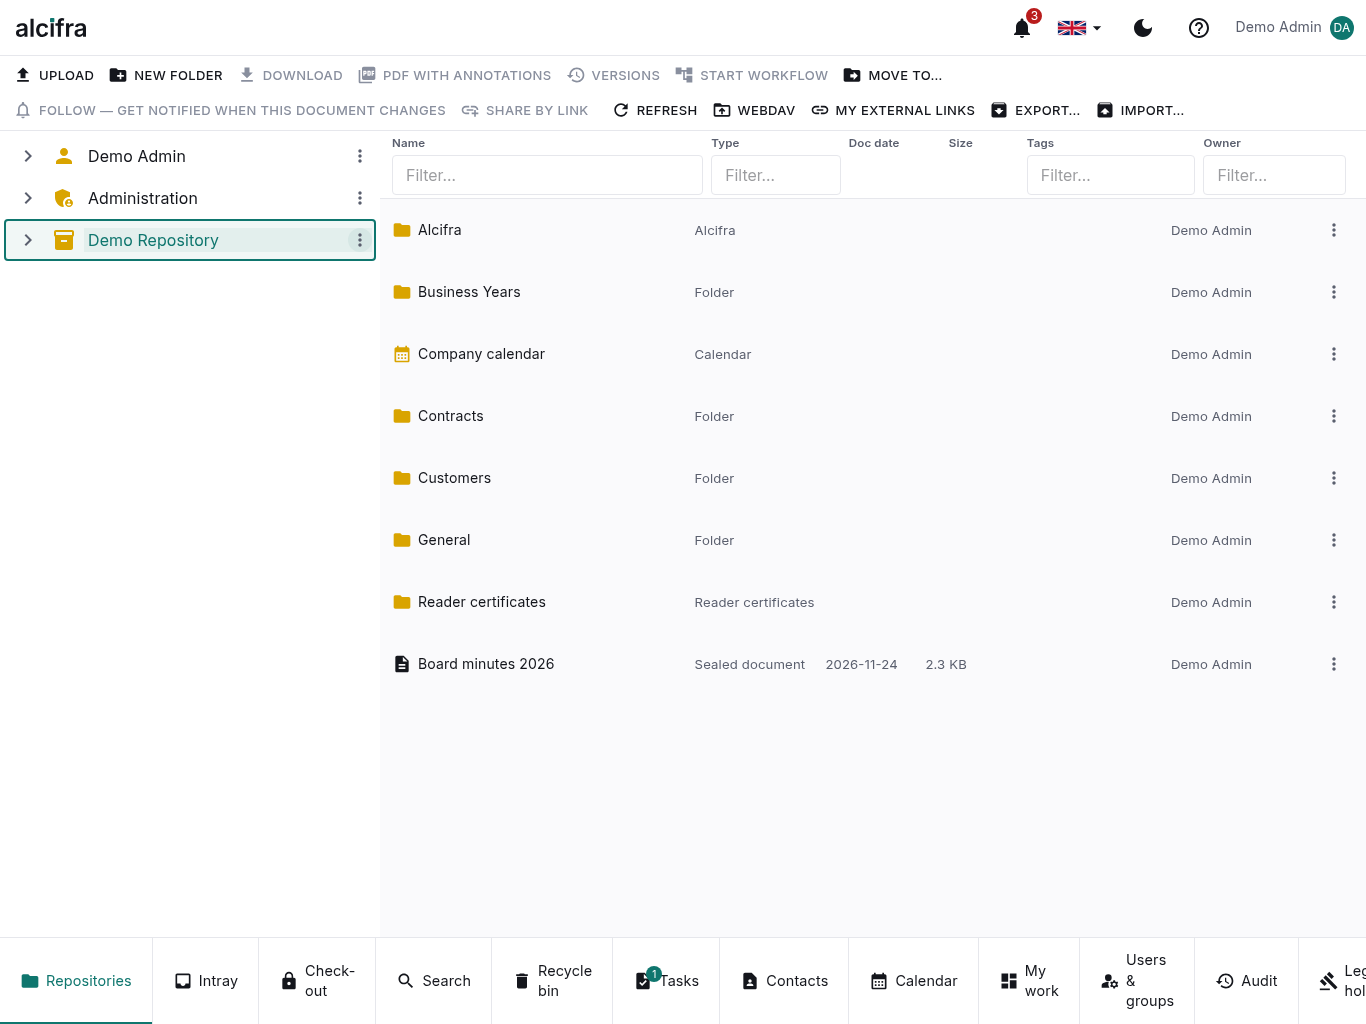 alcifra
3
Demo Admin DA
UPLOAD NEW FOLDER DOWNLOAD PDF WITH ANNOTATIONS VERSIONS START WORKFLOW MOVE TO...
FOLLOW — GET NOTIFIED WHEN THIS DOCUMENT CHANGES SHARE BY LINK REFRESH WEBDAV MY EXTERNAL LINKS EXPORT... IMPORT...
Demo Admin
Administration
Demo Repository
Name Type Doc date Size Tags Owner
Filter... Filter... Filter... Filter...
Alcifra Alcifra Demo Admin
Business Years Folder Demo Admin
Company calendar Calendar Demo Admin
Contracts Folder Demo Admin
Customers Folder Demo Admin
General Folder Demo Admin
Reader certificates Reader certificates Demo Admin
Board minutes 2026 Sealed document 2026-11-24 2.3 KB Demo Admin
Repositories
Intray
Check-
out
Search
Recycle
bin
1
Tasks
Contacts
Calendar
My
work
Users
&
groups
Audit